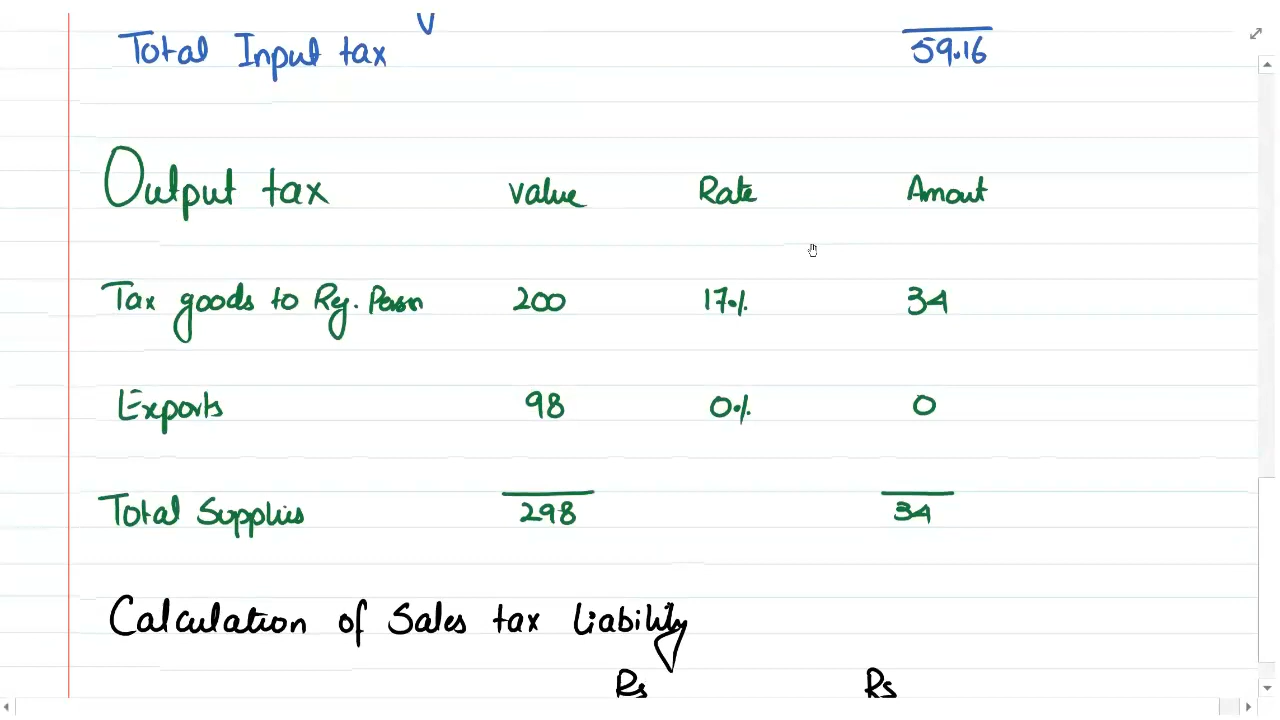 Total Input tax 59.16
Output tax value Rate Amout
Tax goods to Reg. Person 200 17% 34
Exports 98 0% 0
Total Supplies 298 34
Calculation of Sales tax Liability
Rs Rs